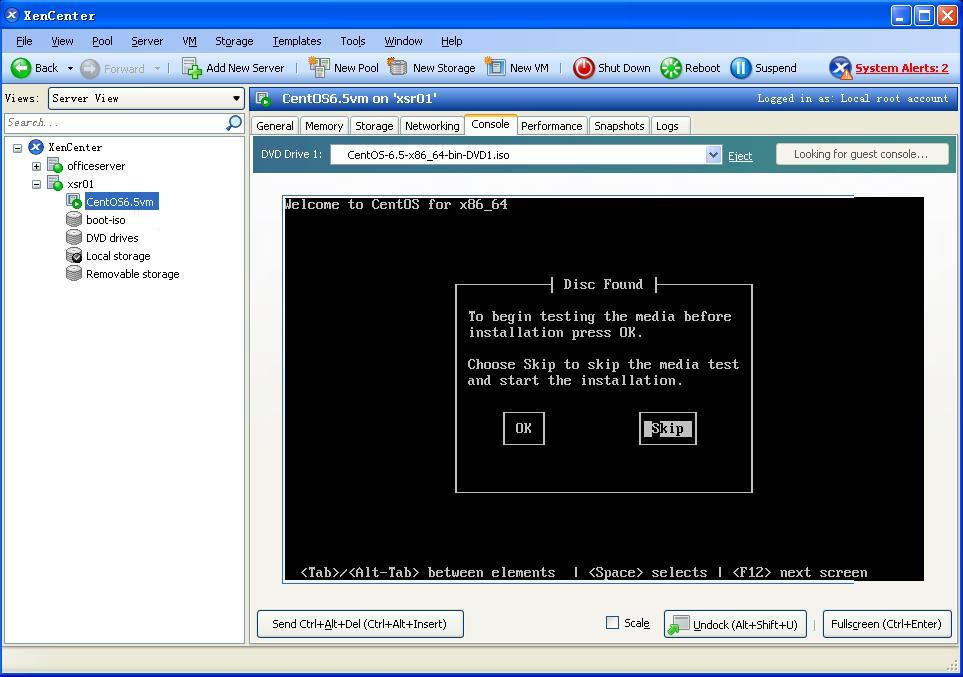 XenCenter
File View Pool Server VM Storage Templates Tools Window Help
Back Forward Add New Server New Pool New Storage New VM Shut Down Reboot Suspend System Alerts: 2
Views: Server View
CentOS6.5vm on 'xsr01' Logged in as: Local root account
Search...
General Memory Storage Networking Console Performance Snapshots Logs
XenCenter
officeserver
xsr01
CentOS6.5vm
boot-iso
DVD drives
Local storage
Removable storage
DVD Drive 1: CentOS-6.5-x86_64-bin-DVD1.iso Eject Looking for guest console...
Welcome to CentOS for x86_64
Disc Found
To begin testing the media before
installation press OK.
Choose Skip to skip the media test
and start the installation.
OK Skip
<Tab>/<Alt-Tab> between elements | <Space> selects | <F12> next screen
Send Ctrl+Alt+Del (Ctrl+Alt+Insert) Scale Undock (Alt+Shift+U) Fullscreen (Ctrl+Enter)